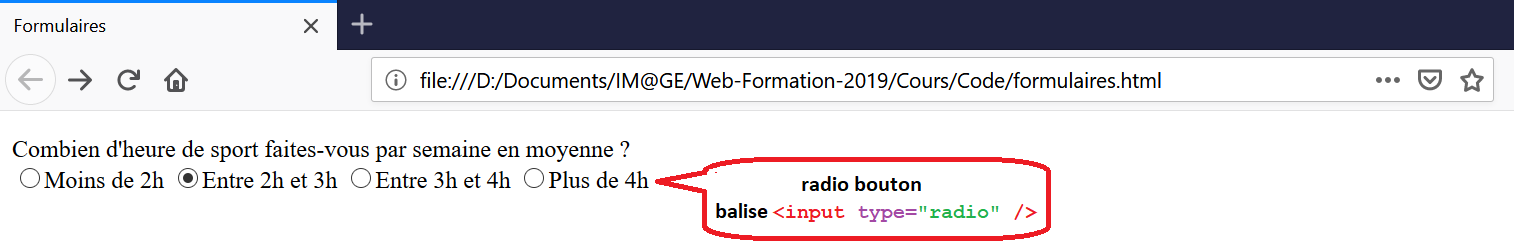 Formulaires
file:///D:/Documents/IM@GE/Web-Formation-2019/Cours/Code/formulaires.html
Combien d'heure de sport faites-vous par semaine en moyenne ?
Moins de 2h Entre 2h et 3h Entre 3h et 4h Plus de 4h
radio bouton
balise <input type="radio" />